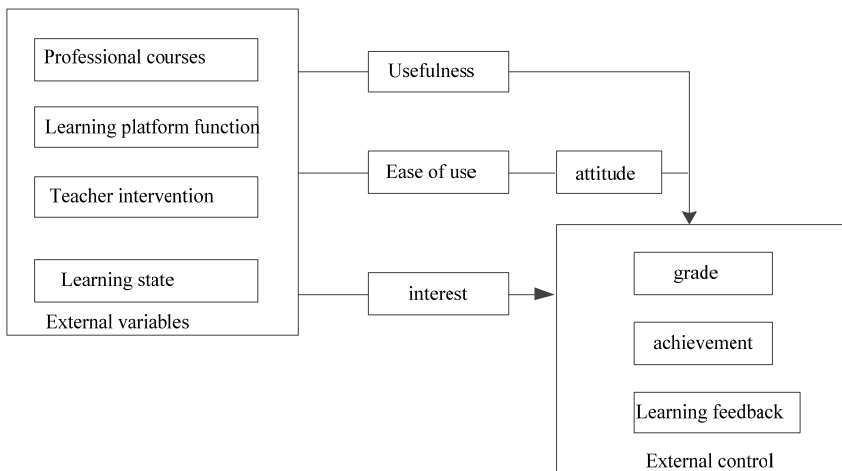 Professional courses
Learning platform function
Teacher intervention
Learning state
External variables
Usefulness
Ease of use
attitude
interest
grade
achievement
Learning feedback
External control